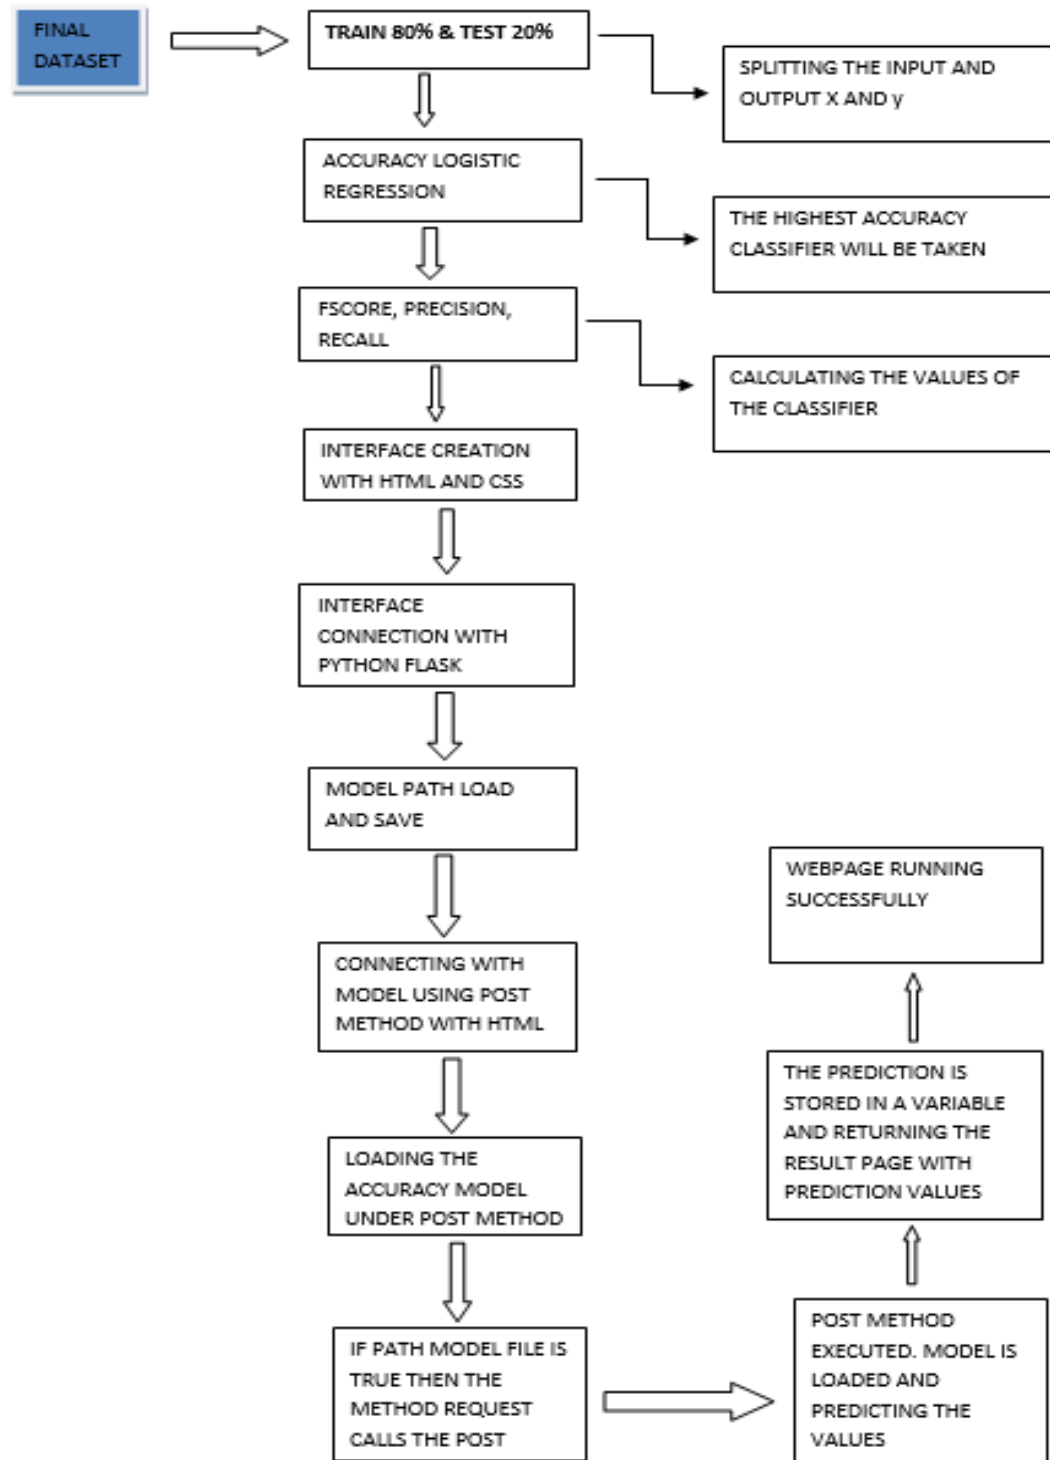 FINAL
DATASET
TRAIN 80% & TEST 20%
SPLITTING THE INPUT AND
OUTPUT X AND y
ACCURACY LOGISTIC
REGRESSION
THE HIGHEST ACCURACY
CLASSIFIER WILL BE TAKEN
FSCORE, PRECISION,
RECALL
CALCULATING THE VALUES OF
THE CLASSIFIER
INTERFACE CREATION
WITH HTML AND CSS
INTERFACE
CONNECTION WITH
PYTHON FLASK
MODEL PATH LOAD
AND SAVE
CONNECTING WITH
MODEL USING POST
METHOD WITH HTML
LOADING THE
ACCURACY MODEL
UNDER POST METHOD
IF PATH MODEL FILE IS
TRUE THEN THE
METHOD REQUEST
CALLS THE POST
POST METHOD
EXECUTED. MODEL IS
LOADED AND
PREDICTING THE
VALUES
THE PREDICTION IS
STORED IN A VARIABLE
AND RETURNING THE
RESULT PAGE WITH
PREDICTION VALUES
WEBPAGE RUNNING
SUCCESSFULLY